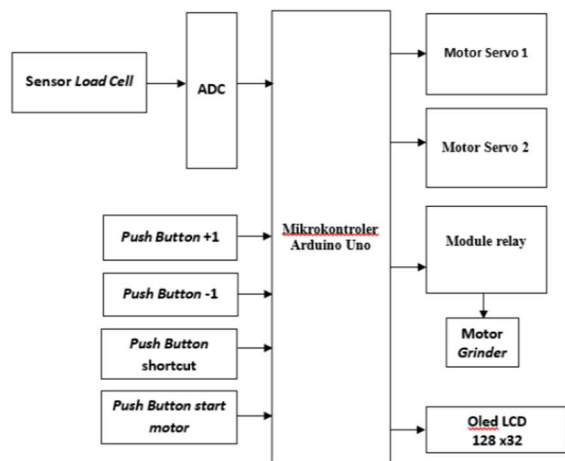 Sensor Load Cell
ADC
Push Button +1
Push Button -1
Push Button
shortcut
Push Button start
motor
Mikrokontroler
Arduino Uno
Motor Servo 1
Motor Servo 2
Module relay
Motor
Grinder
Oled LCD
128 x32